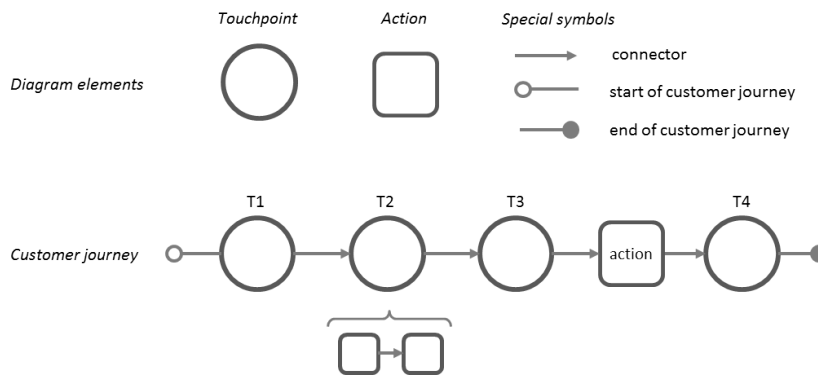 Touchpoint Action Special symbols
Diagram elements
connector
start of customer journey
end of customer journey
T1 T2 T3 T4
Customer journey
action